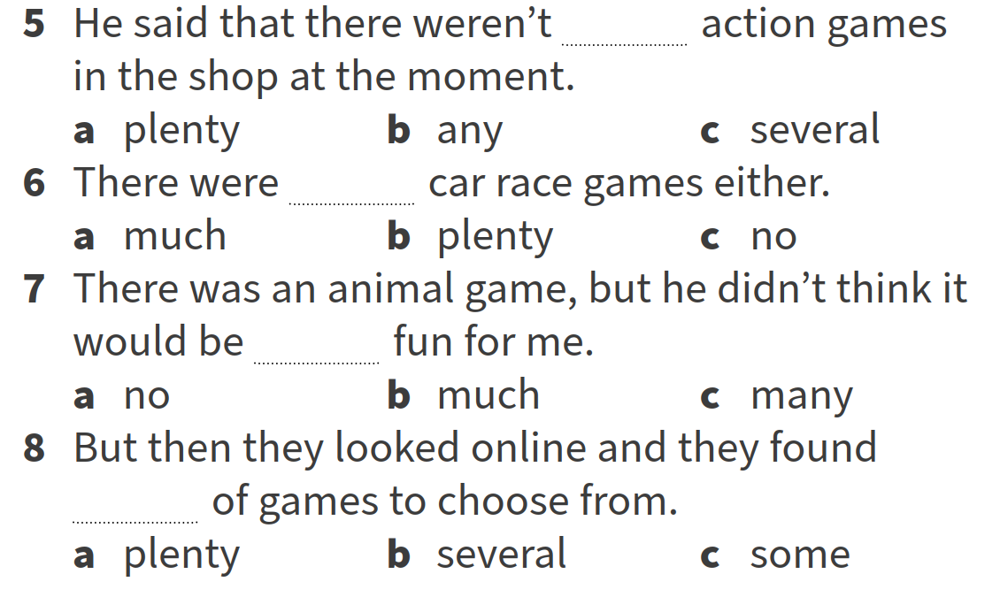 5 He said that there weren’t ............ action games
in the shop at the moment.
a plenty b any c several
6 There were ............ car race games either.
a much b plenty c no
7 There was an animal game, but he didn’t think it
would be ............ fun for me.
a no b much c many
8 But then they looked online and they found
............ of games to choose from.
a plenty b several c some